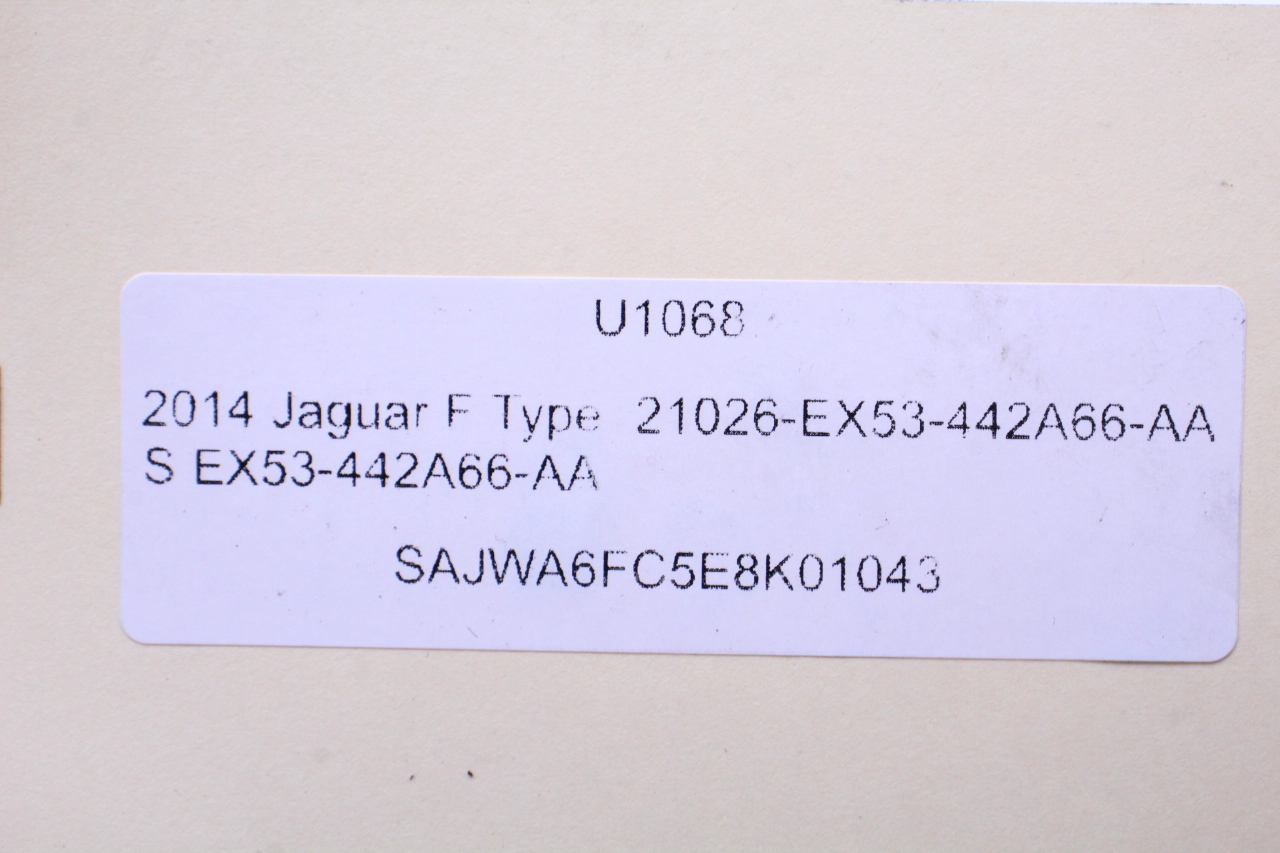 U1068
2014 Jaguar F Type 21026-EX53-442A66-AA
S EX53-442A66-AA
SAJWA6FC5E8K01043